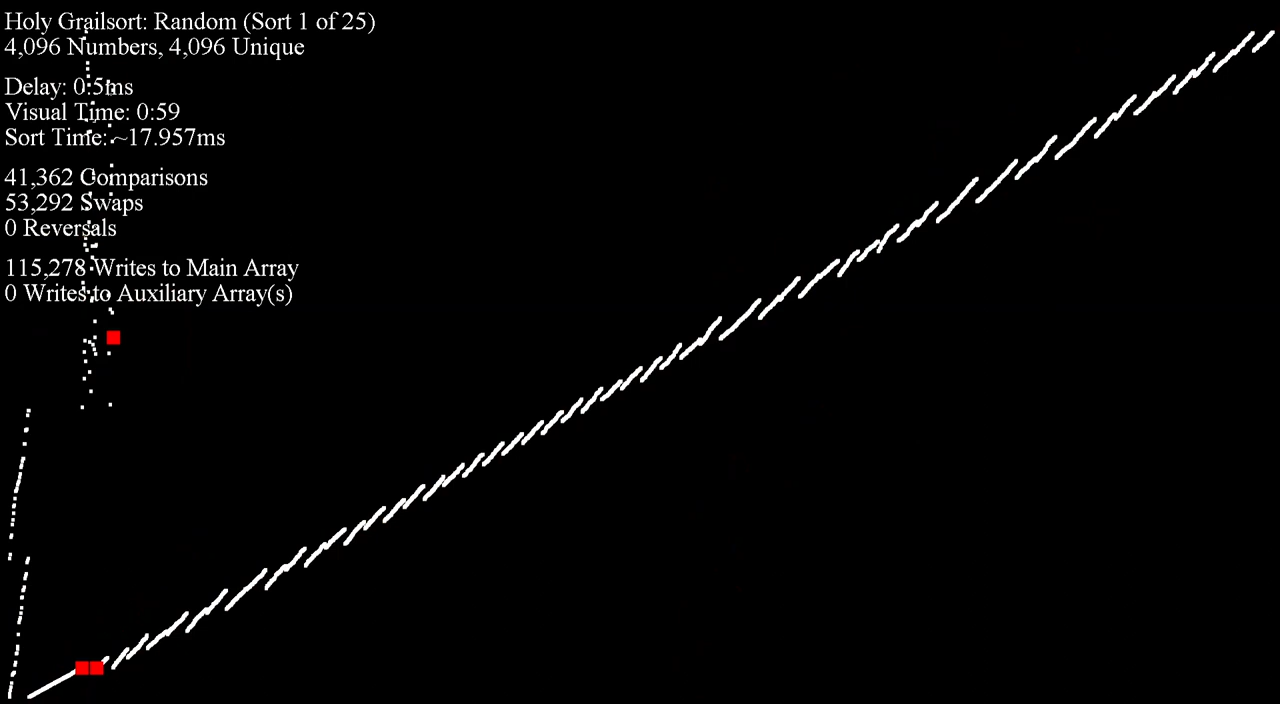 Holy Grailsort: Random (Sort 1 of 25)
4,096 Numbers, 4,096 Unique
Delay: 0.5ms
Visual Time: 0:59
Sort Time: ~17.957ms
41,362 Comparisons
53,292 Swaps
0 Reversals
115,278 Writes to Main Array
0 Writes to Auxiliary Array(s)